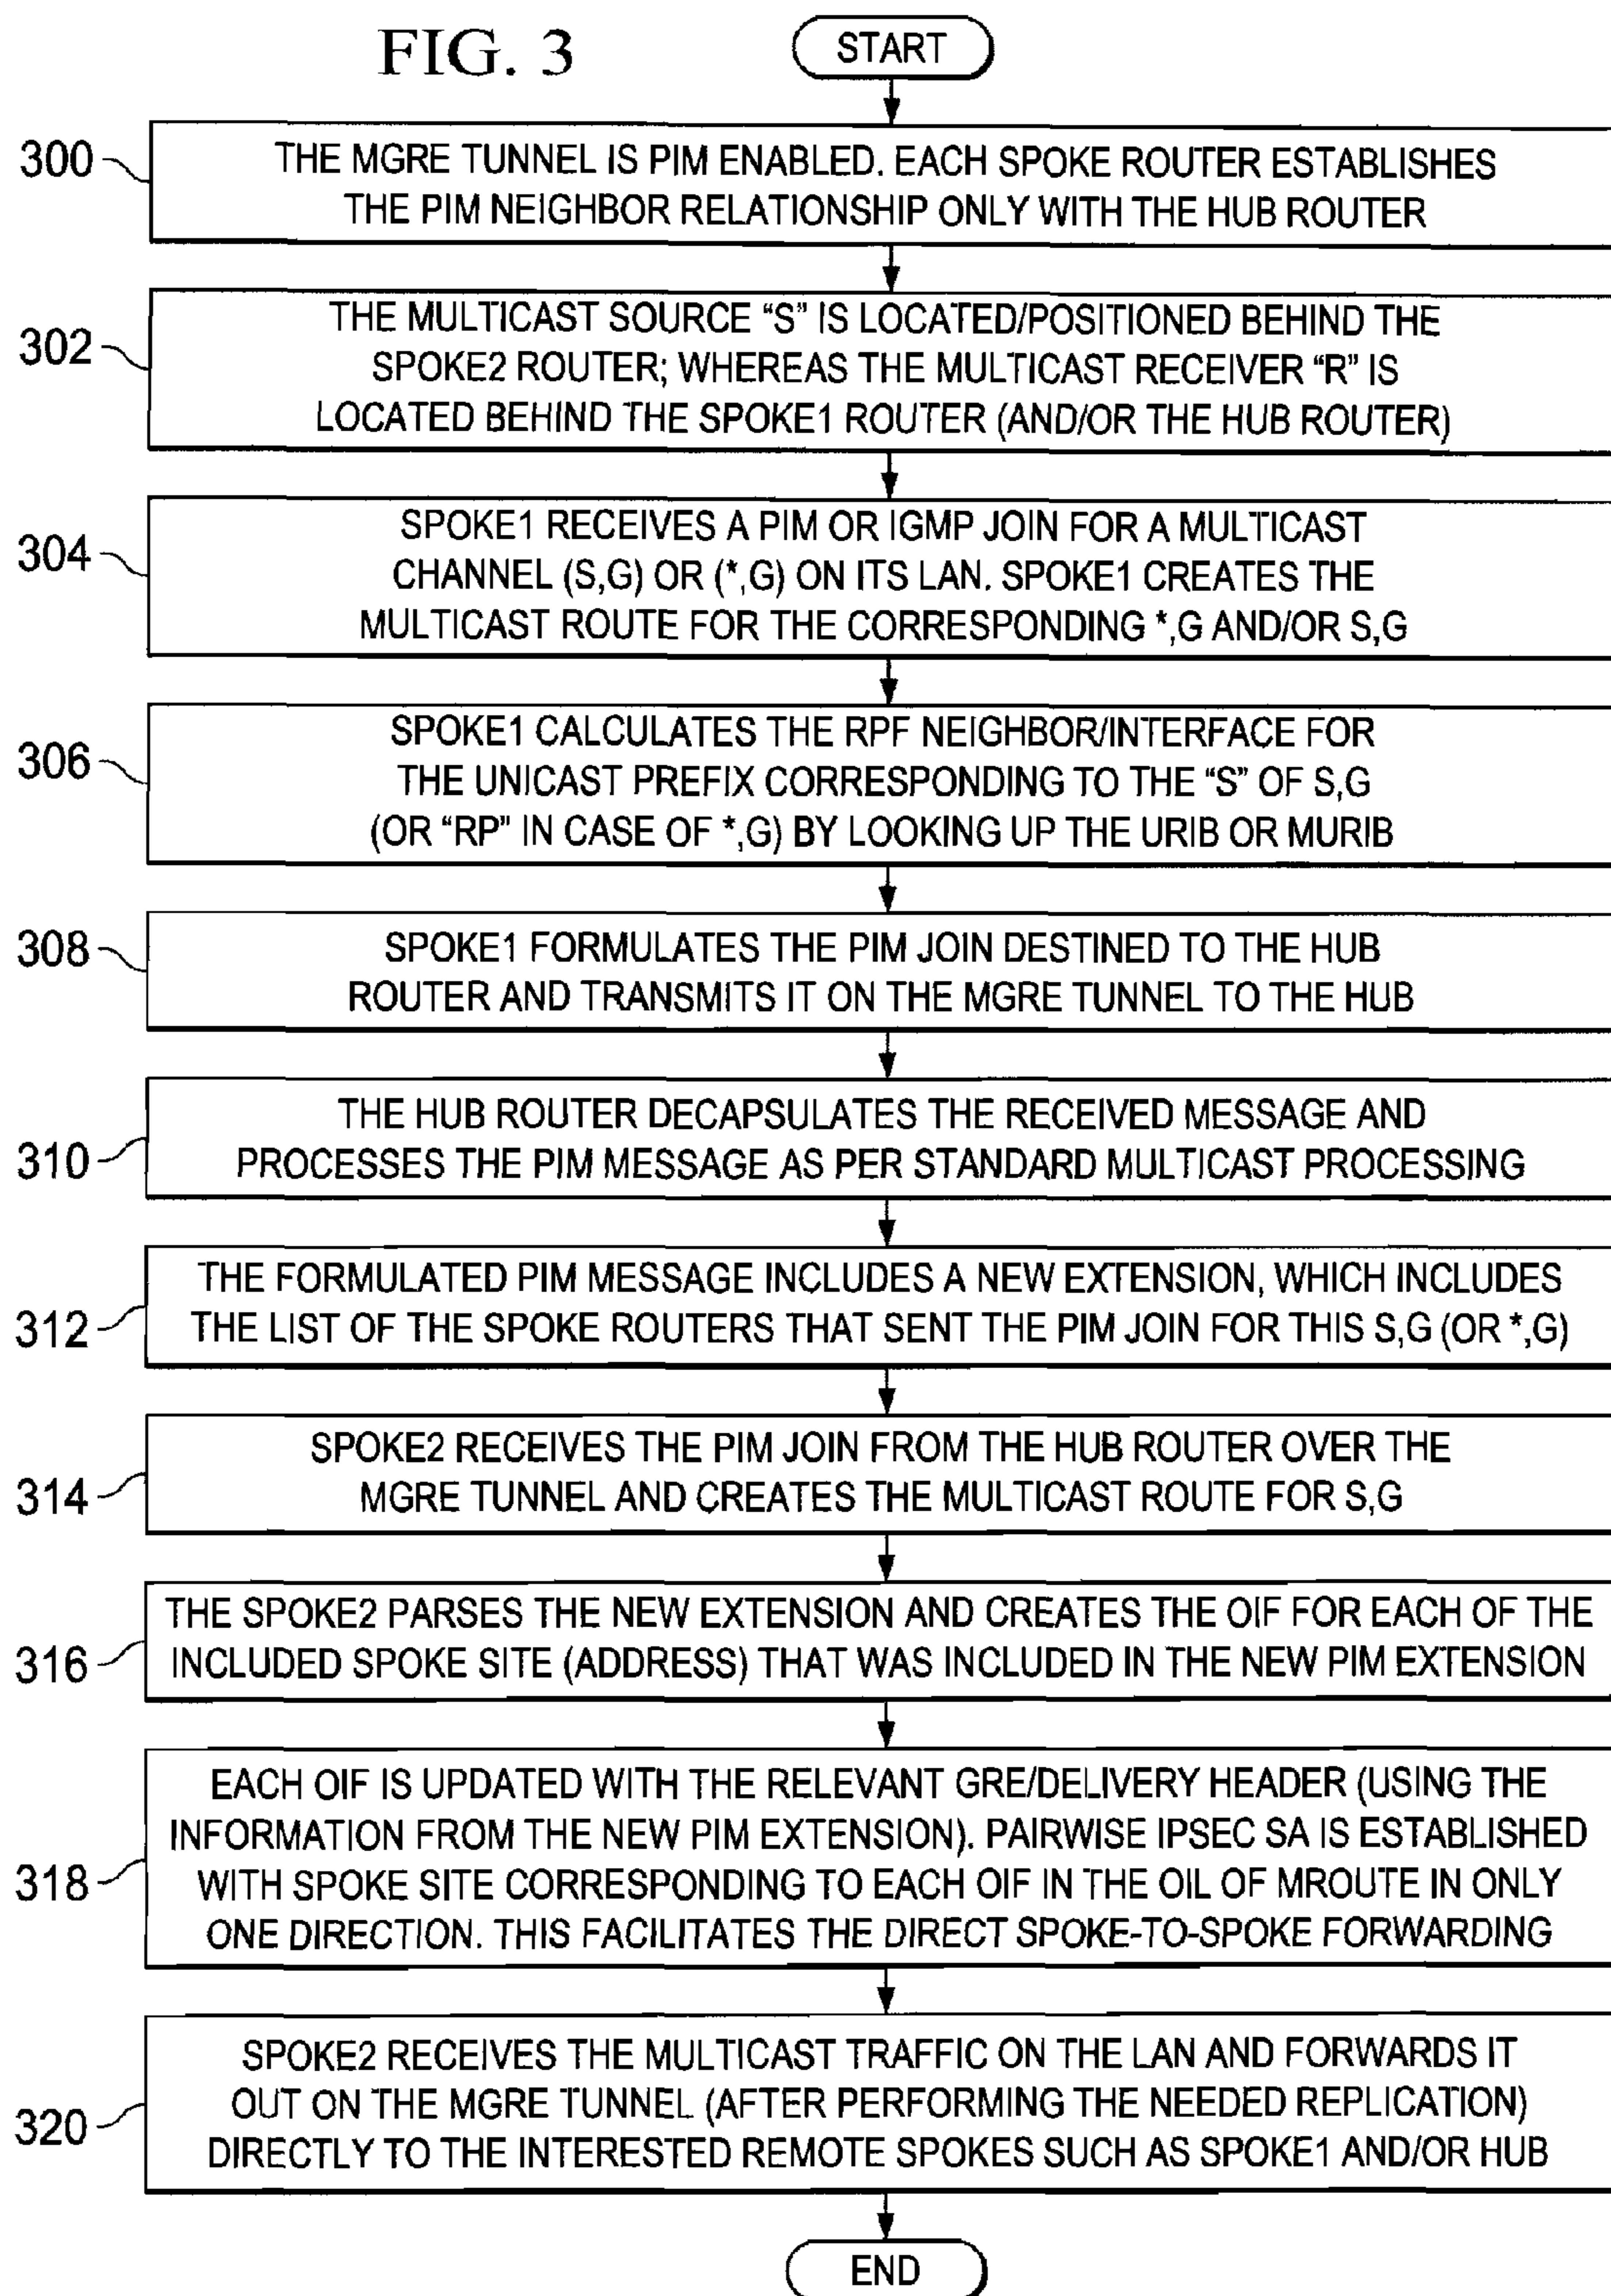 FIG. 3
START
300
THE MGRE TUNNEL IS PIM ENABLED. EACH SPOKE ROUTER ESTABLISHES
THE PIM NEIGHBOR RELATIONSHIP ONLY WITH THE HUB ROUTER
302
THE MULTICAST SOURCE “S” IS LOCATED/POSITIONED BEHIND THE
SPOKE2 ROUTER; WHEREAS THE MULTICAST RECEIVER “R” IS
LOCATED BEHIND THE SPOKE1 ROUTER (AND/OR THE HUB ROUTER)
304
SPOKE1 RECEIVES A PIM OR IGMP JOIN FOR A MULTICAST
CHANNEL (S,G) OR (*,G) ON ITS LAN. SPOKE1 CREATES THE
MULTICAST ROUTE FOR THE CORRESPONDING *,G AND/OR S,G
306
SPOKE1 CALCULATES THE RPF NEIGHBOR/INTERFACE FOR
THE UNICAST PREFIX CORRESPONDING TO THE “S” OF S,G
(OR “RP” IN CASE OF *,G) BY LOOKING UP THE URIB OR MURIB
308
SPOKE1 FORMULATES THE PIM JOIN DESTINED TO THE HUB
ROUTER AND TRANSMITS IT ON THE MGRE TUNNEL TO THE HUB
310
THE HUB ROUTER DECAPSULATES THE RECEIVED MESSAGE AND
PROCESSES THE PIM MESSAGE AS PER STANDARD MULTICAST PROCESSING
312
THE FORMULATED PIM MESSAGE INCLUDES A NEW EXTENSION, WHICH INCLUDES
THE LIST OF THE SPOKE ROUTERS THAT SENT THE PIM JOIN FOR THIS S,G (OR *,G)
314
SPOKE2 RECEIVES THE PIM JOIN FROM THE HUB ROUTER OVER THE
MGRE TUNNEL AND CREATES THE MULTICAST ROUTE FOR S,G
316
THE SPOKE2 PARSES THE NEW EXTENSION AND CREATES THE OIF FOR EACH OF THE
INCLUDED SPOKE SITE (ADDRESS) THAT WAS INCLUDED IN THE NEW PIM EXTENSION
318
EACH OIF IS UPDATED WITH THE RELEVANT GRE/DELIVERY HEADER (USING THE
INFORMATION FROM THE NEW PIM EXTENSION). PAIRWISE IPSEC SA IS ESTABLISHED
WITH SPOKE SITE CORRESPONDING TO EACH OIF IN THE OIL OF MROUTE IN ONLY
ONE DIRECTION. THIS FACILITATES THE DIRECT SPOKE-TO-SPOKE FORWARDING
320
SPOKE2 RECEIVES THE MULTICAST TRAFFIC ON THE LAN AND FORWARDS IT
OUT ON THE MGRE TUNNEL (AFTER PERFORMING THE NEEDED REPLICATION)
DIRECTLY TO THE INTERESTED REMOTE SPOKES SUCH AS SPOKE1 AND/OR HUB
END